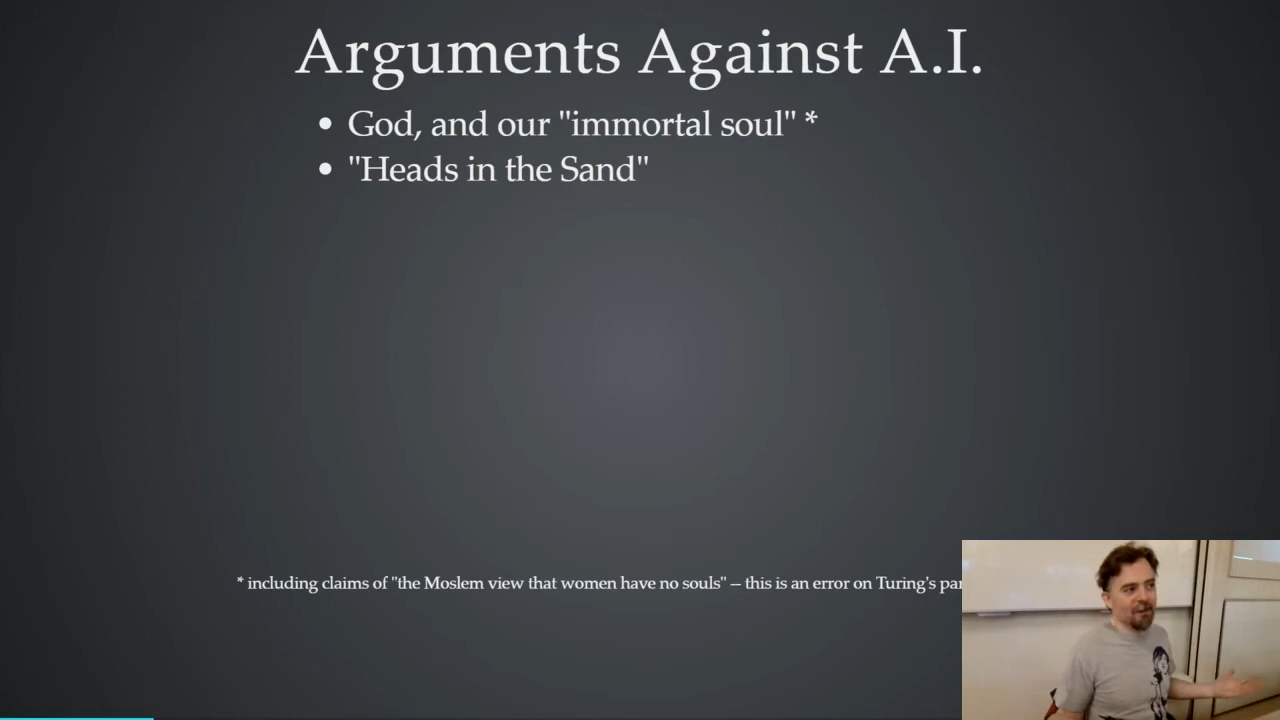 Arguments Against A.I.
• God, and our "immortal soul" *
• "Heads in the Sand"
* including claims of "the Moslem view that women have no souls" -- this is an error on Turing's par